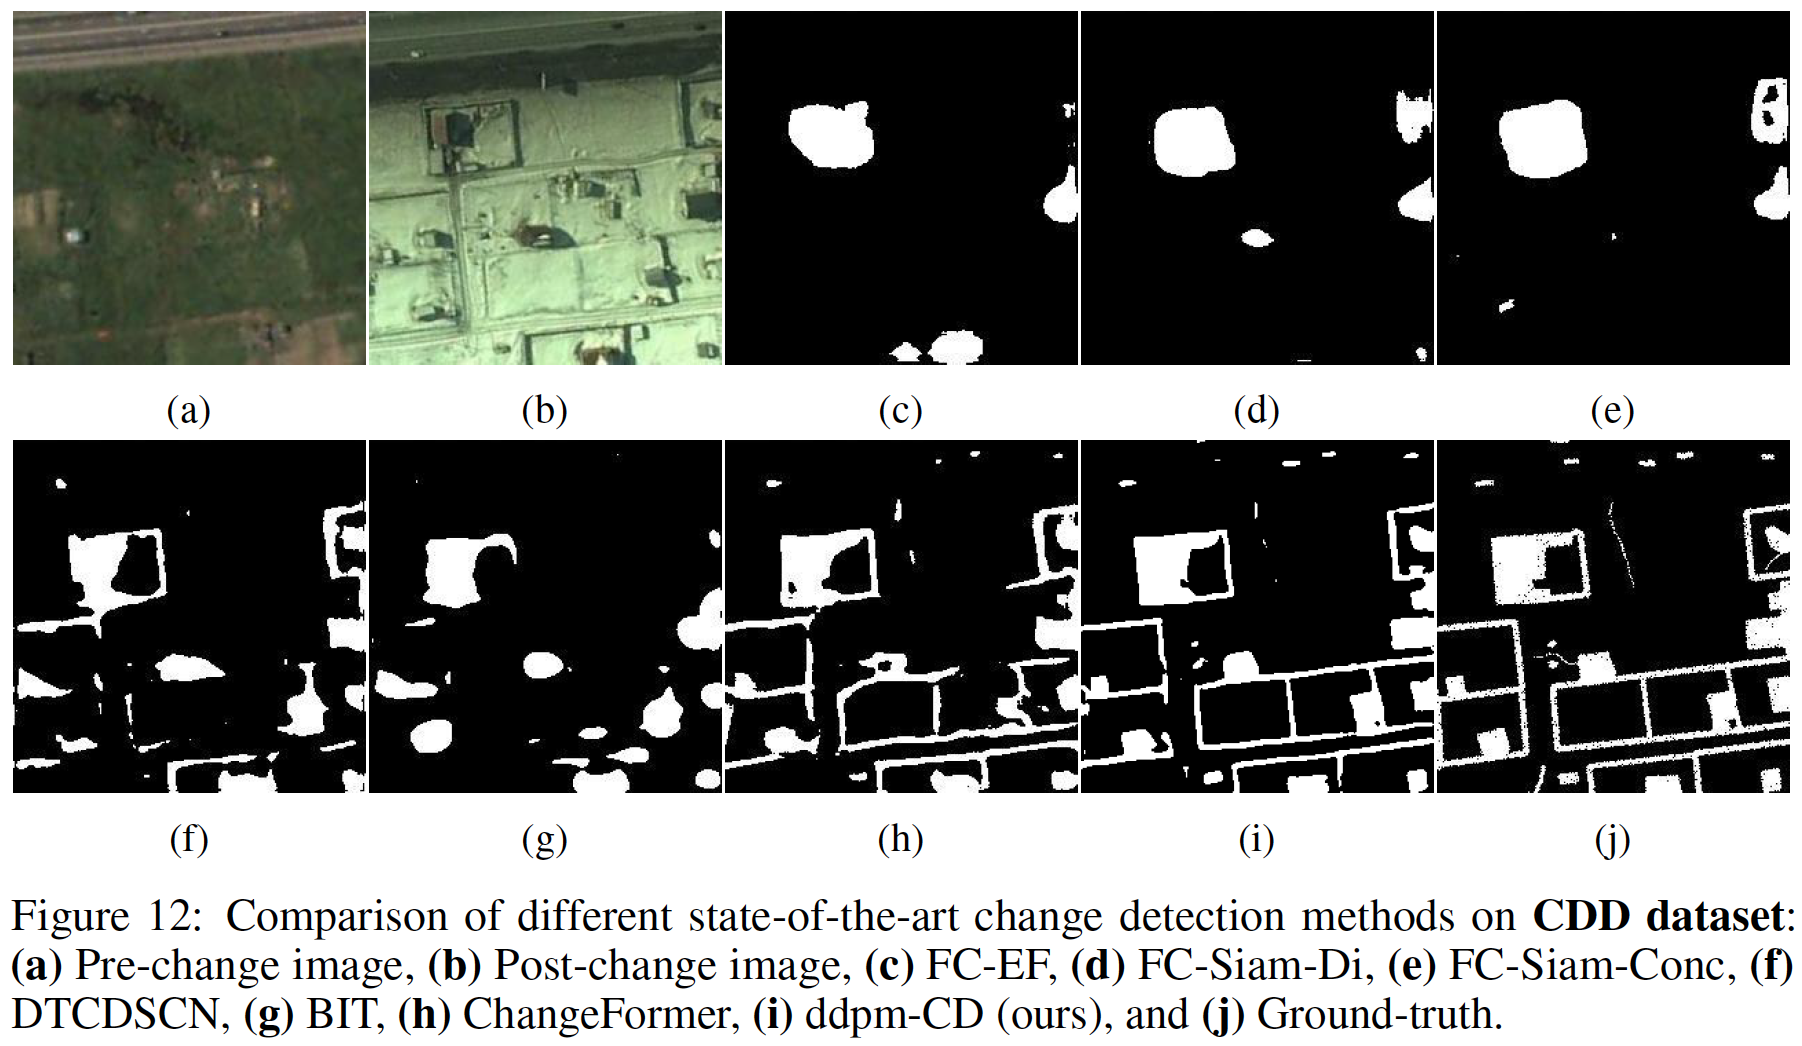 (a)
(b)
(c)
(d)
(e)
(f)
(g)
(h)
(i)
(j)
Figure 12: Comparison of different state-of-the-art change detection methods on CDD dataset:
(a) Pre-change image, (b) Post-change image, (c) FC-EF, (d) FC-Siam-Di, (e) FC-Siam-Conc, (f)
DTCDSCN, (g) BIT, (h) ChangeFormer, (i) ddpm-CD (ours), and (j) Ground-truth.